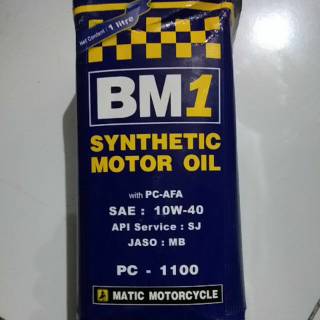 Net Content : 1 litre
BM1
SYNTHETIC
MOTOR OIL
with PC-AFA
SAE : 10W-40
API Service : SJ
JASO : MB
PC - 1100
MATIC MOTORCYCLE